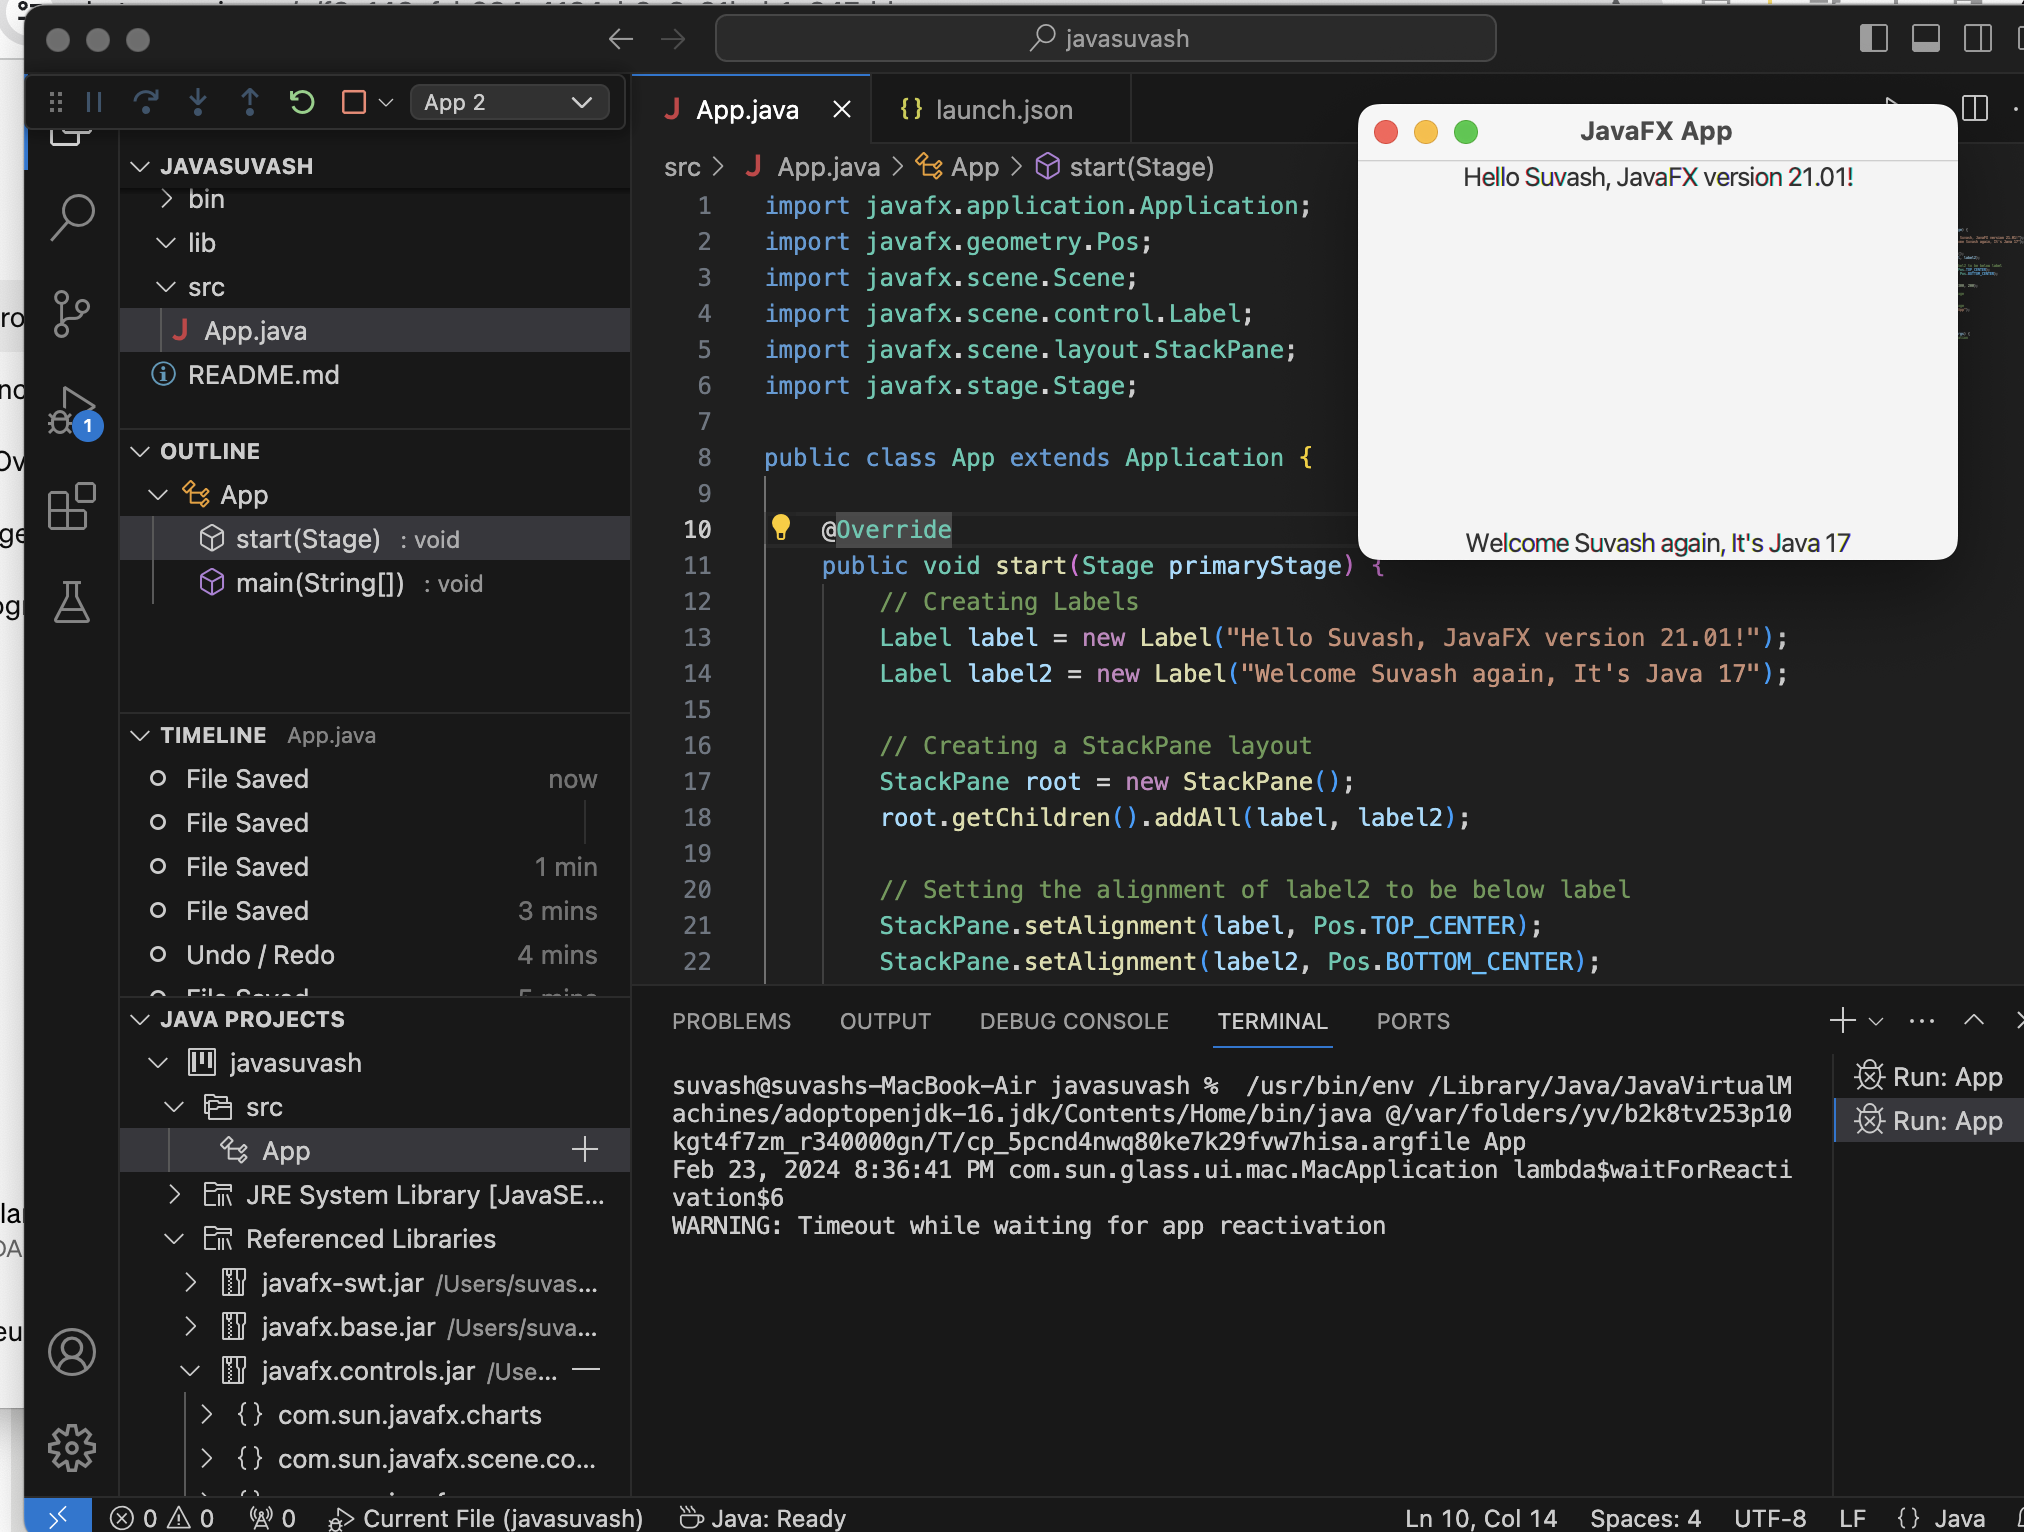 javasuvash
App 2
App.java
launch.json
JAVASUVASH
bin
lib
src
App.java
README.md
OUTLINE
App
start(Stage) : void
main(String[]) : void
TIMELINE App.java
File Saved now
File Saved
File Saved 1 min
File Saved 3 mins
Undo / Redo 4 mins
File Saved 5 mins
JAVA PROJECTS
javasuvash
src
App
JRE System Library [JavaSE...
Referenced Libraries
javafx-swt.jar /Users/suvas...
javafx.base.jar /Users/suva...
javafx.controls.jar /Use...
com.sun.javafx.charts
com.sun.javafx.scene.co...
src > App.java > App > start(Stage)
1 import javafx.application.Application;
2 import javafx.geometry.Pos;
3 import javafx.scene.Scene;
4 import javafx.scene.control.Label;
5 import javafx.scene.layout.StackPane;
6 import javafx.stage.Stage;
7
8 public class App extends Application {
9
10 @Override
11 public void start(Stage primaryStage) {
12 // Creating Labels
13 Label label = new Label("Hello Suvash, JavaFX version 21.01!");
14 Label label2 = new Label("Welcome Suvash again, It's Java 17");
15
16 // Creating a StackPane layout
17 StackPane root = new StackPane();
18 root.getChildren().addAll(label, label2);
19
20 // Setting the alignment of label2 to be below label
21 StackPane.setAlignment(label, Pos.TOP_CENTER);
22 StackPane.setAlignment(label2, Pos.BOTTOM_CENTER);
JavaFX App
Hello Suvash, JavaFX version 21.01!
Welcome Suvash again, It's Java 17
PROBLEMS OUTPUT DEBUG CONSOLE TERMINAL PORTS
suvash@suvashs-MacBook-Air javasuvash % /usr/bin/env /Library/Java/JavaVirtualM
achines/adoptopenjdk-16.jdk/Contents/Home/bin/java @/var/folders/yv/b2k8tv253p10
kgt4f7zm_r340000gn/T/cp_5pcnd4nwq80ke7k29fvw7hisa.argfile App
Feb 23, 2024 8:36:41 PM com.sun.glass.ui.mac.MacApplication lambda$waitForReacti
vation$6
WARNING: Timeout while waiting for app reactivation
Run: App
Run: App
1
0 0 0 Current File (javasuvash) Java: Ready Ln 10, Col 14 Spaces: 4 UTF-8 LF {} Java